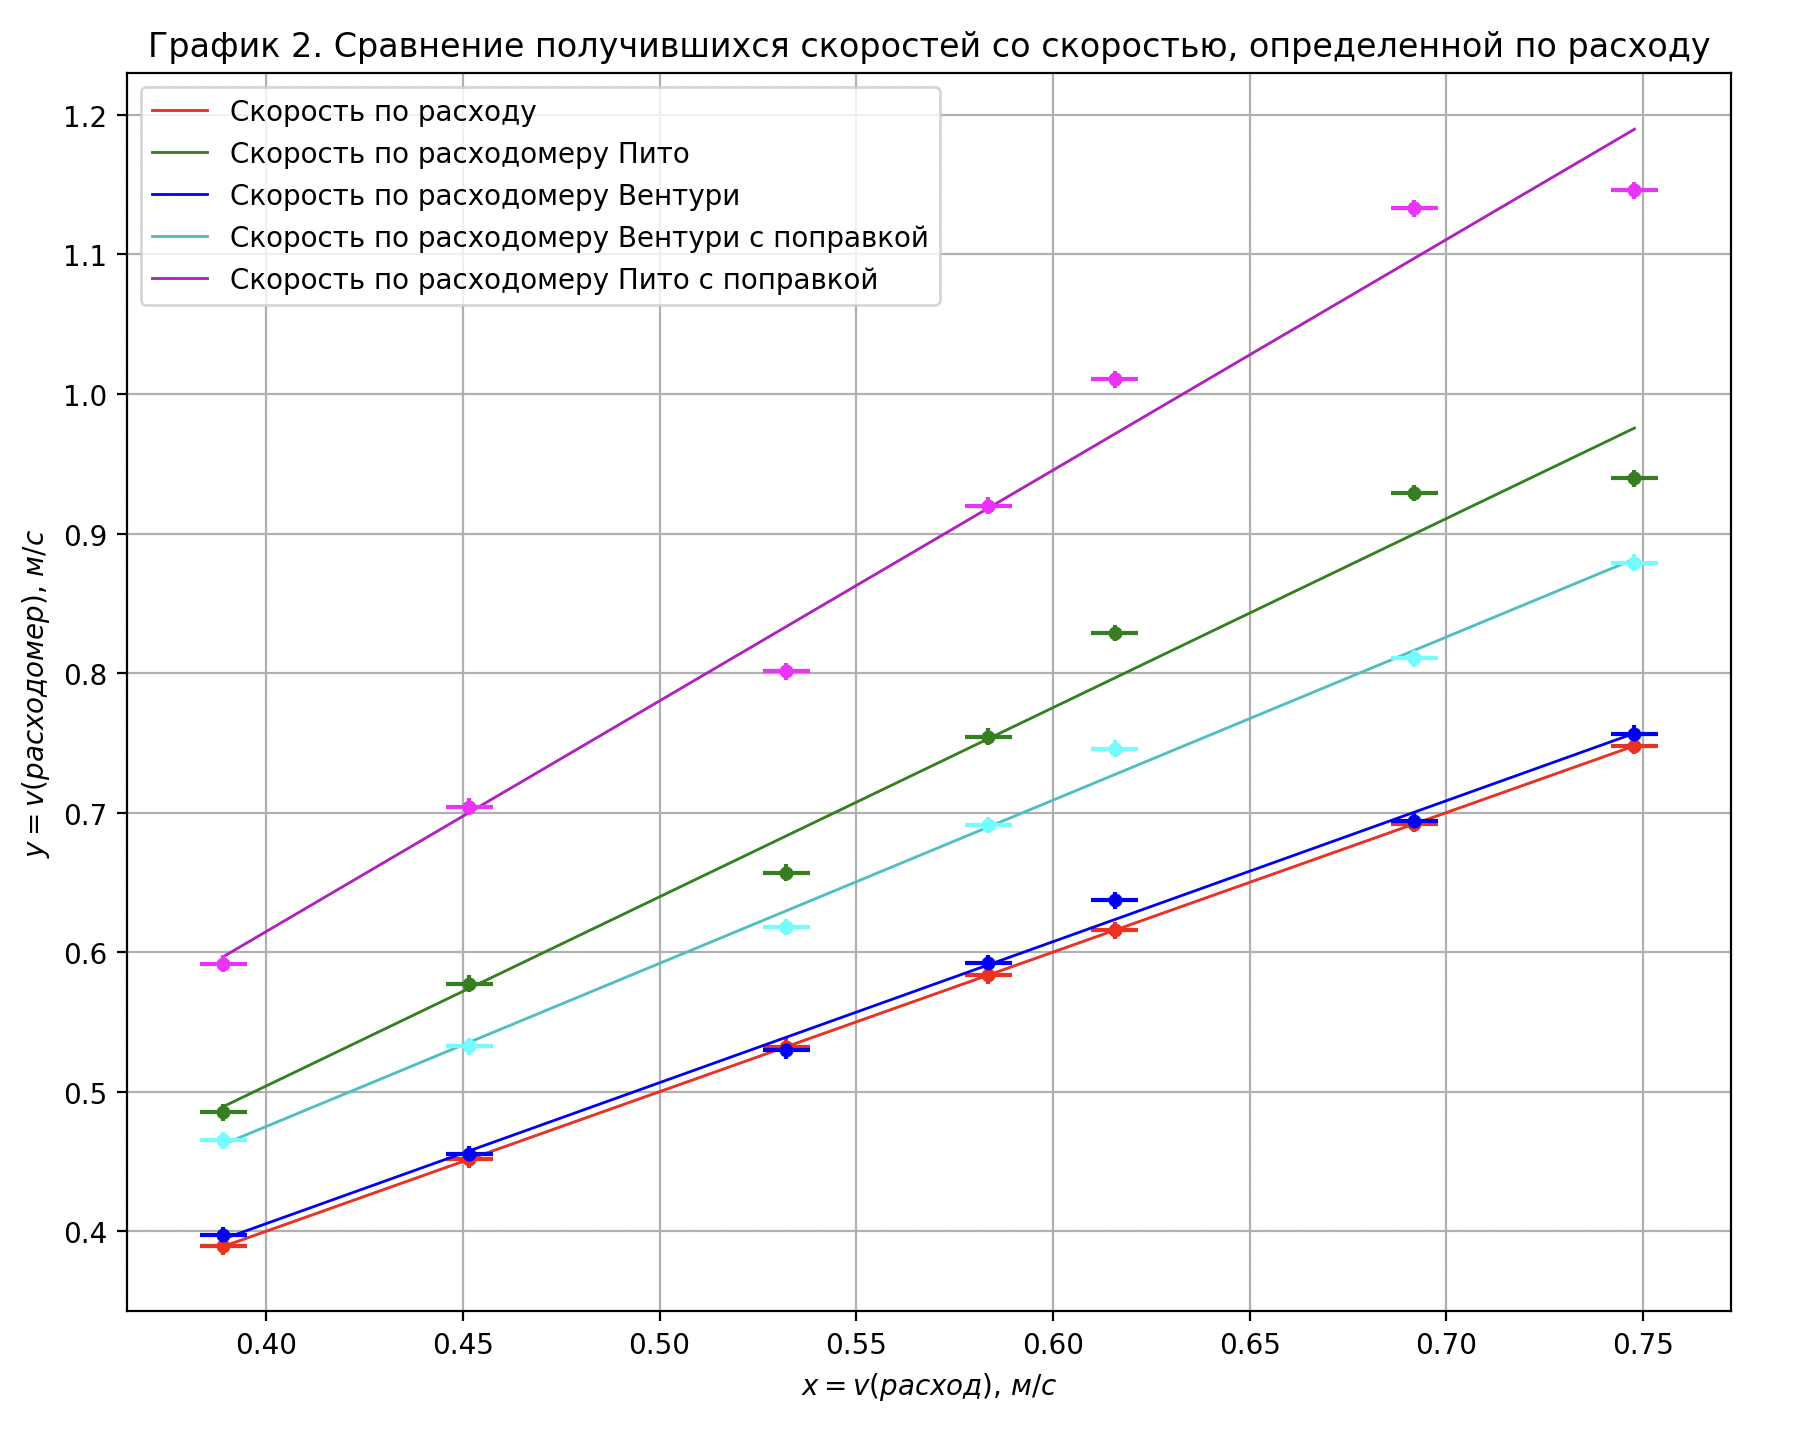 График 2. Сравнение получившихся скоростей со скоростью, определенной по расходу
Скорость по расходу
Скорость по расходомеру Пито
Скорость по расходомеру Вентури
Скорость по расходомеру Вентури с поправкой
Скорость по расходомеру Пито с поправкой
1.2
1.1
1.0
0.9
0.8
0.7
0.6
0.5
0.4
y = v(расходомер), м/с
0.40 0.45 0.50 0.55 0.60 0.65 0.70 0.75
x = v(расход), м/с